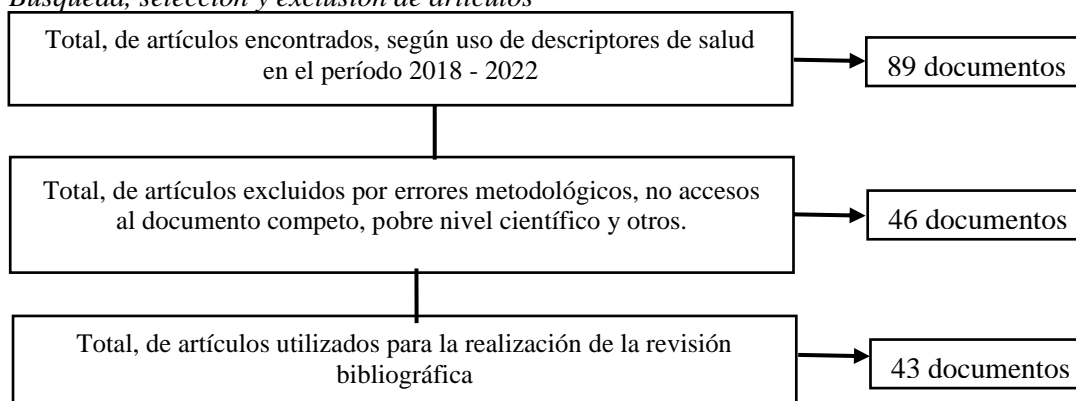 Búsqueda, selección y exclusión de artículos
Total, de artículos encontrados, según uso de descriptores de salud
en el período 2018 - 2022
89 documentos
Total, de artículos excluidos por errores metodológicos, no accesos
al documento competo, pobre nivel científico y otros.
46 documentos
Total, de artículos utilizados para la realización de la revisión
bibliográfica
43 documentos